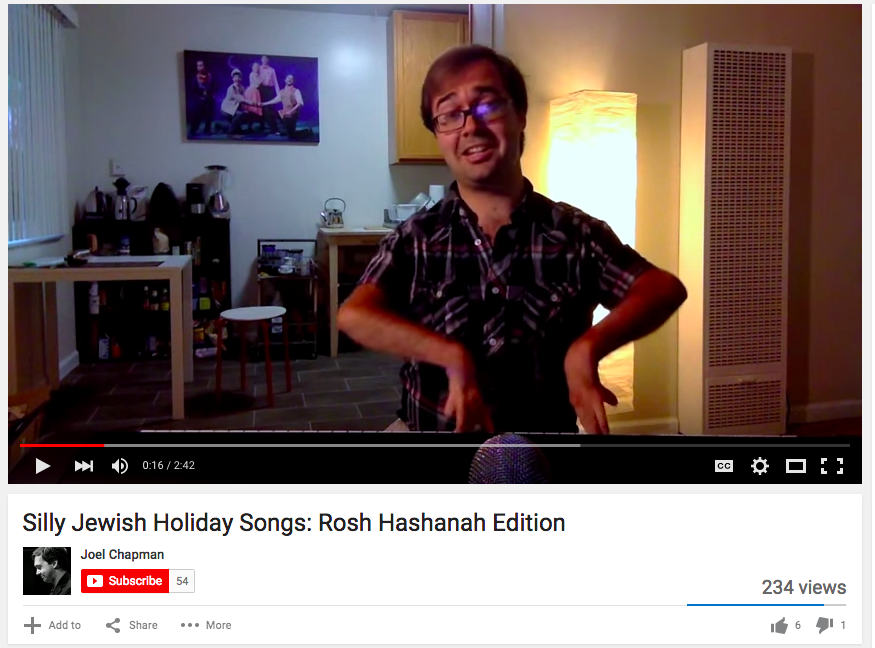 0:16 / 2:42
CC
Silly Jewish Holiday Songs: Rosh Hashanah Edition
Joel Chapman
Subscribe 54
234 views
Add to Share More 6 1